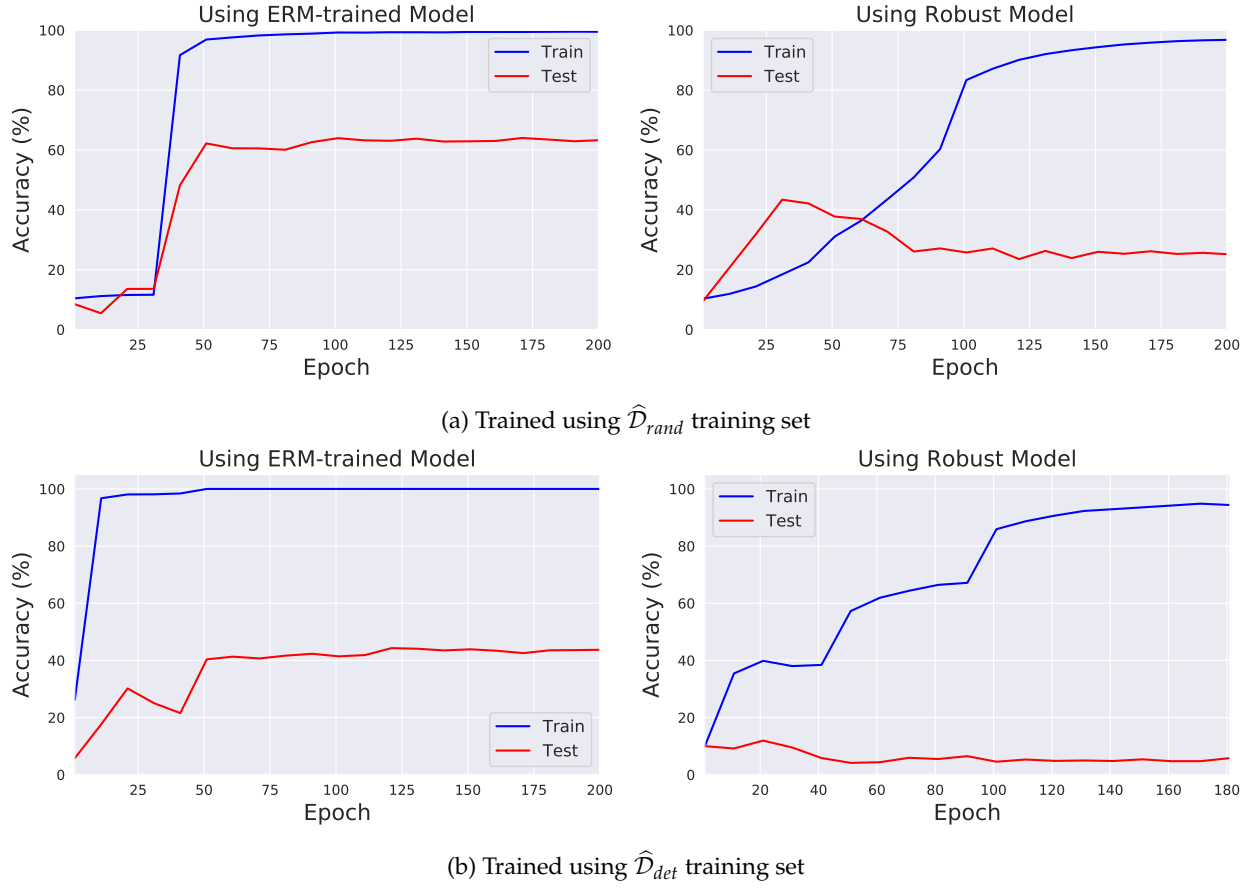 Using ERM-trained Model
Using Robust Model
100
80
60
40
20
0
Accuracy (%)
Train
Test
25 50 75 100 125 150 175 200
Epoch
100
80
60
40
20
0
Accuracy (%)
Train
Test
25 50 75 100 125 150 175 200
Epoch
(a) Trained using D̂_rand training set
Using ERM-trained Model
Using Robust Model
100
80
60
40
20
0
Accuracy (%)
Train
Test
25 50 75 100 125 150 175 200
Epoch
100
80
60
40
20
0
Accuracy (%)
Train
Test
20 40 60 80 100 120 140 160 180
Epoch
(b) Trained using D̂_det training set